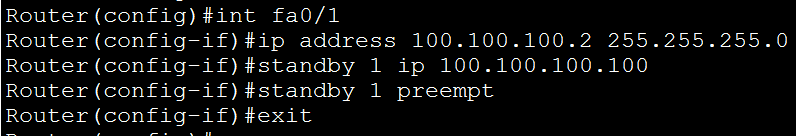 Router(config)#int fa0/1
Router(config-if)#ip address 100.100.100.2 255.255.255.0
Router(config-if)#standby 1 ip 100.100.100.100
Router(config-if)#standby 1 preempt
Router(config-if)#exit
Router(config)#